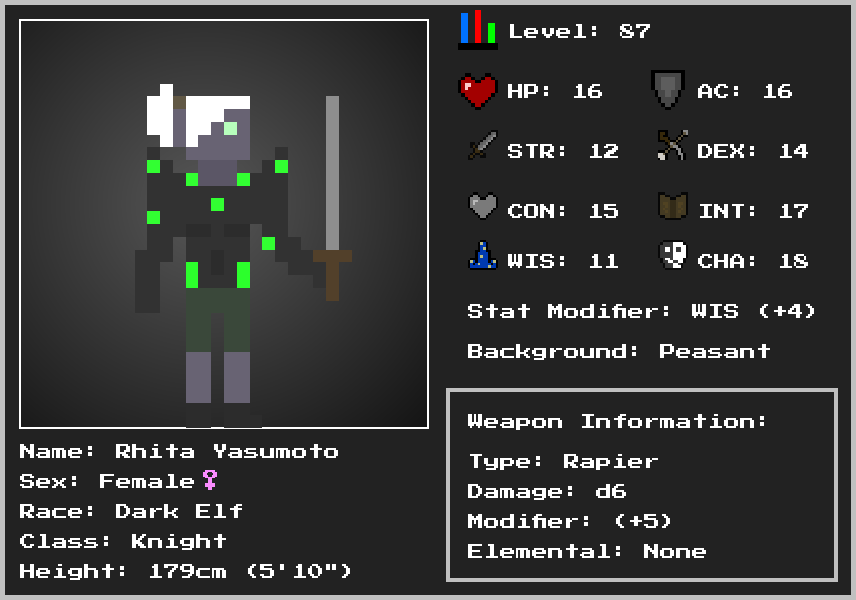 Level: 87
HP: 16 AC: 16
STR: 12 DEX: 14
CON: 15 INT: 17
WIS: 11 CHA: 18
Stat Modifier: WIS (+4)
Background: Peasant
Weapon Information:
Type: Rapier
Damage: d6
Modifier: (+5)
Elemental: None
Name: Rhita Yasumoto
Sex: Female♀
Race: Dark Elf
Class: Knight
Height: 179cm (5'10")